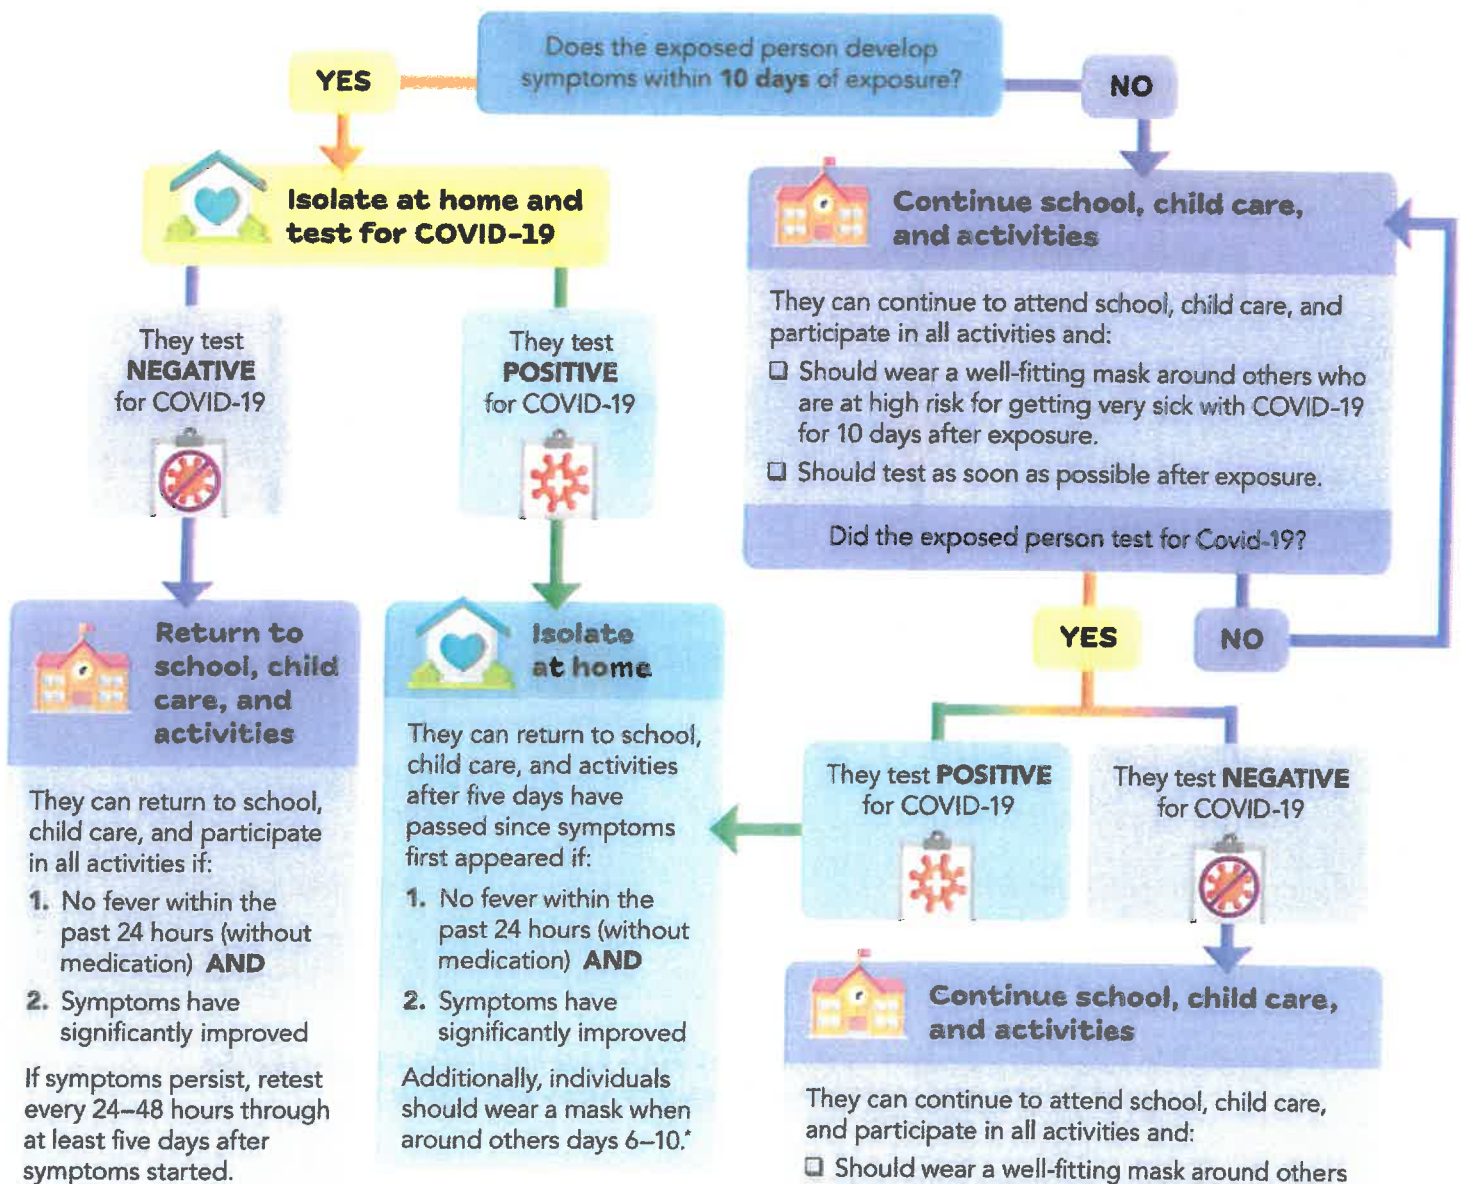 Does the exposed person develop
symptoms within 10 days of exposure?
YES
NO
Isolate at home and
test for COVID-19
They test
NEGATIVE
for COVID-19
They test
POSITIVE
for COVID-19
Return to
school, child
care, and
activities
They can return to school,
child care, and participate
in all activities if:
1. No fever within the
past 24 hours (without
medication) AND
2. Symptoms have
significantly improved
If symptoms persist, retest
every 24–48 hours through
at least five days after
symptoms started.
Isolate
at home
They can return to school,
child care, and activities
after five days have
passed since symptoms
first appeared if:
1. No fever within the
past 24 hours (without
medication) AND
2. Symptoms have
significantly improved
Additionally, individuals
should wear a mask when
around others days 6–10.*
Continue school, child care,
and activities
They can continue to attend school, child care, and
participate in all activities and:
❑ Should wear a well-fitting mask around others who
are at high risk for getting very sick with COVID-19
for 10 days after exposure.
❑ Should test as soon as possible after exposure.
Did the exposed person test for Covid-19?
YES
NO
They test POSITIVE
for COVID-19
They test NEGATIVE
for COVID-19
Continue school, child care,
and activities
They can continue to attend school, child care,
and participate in all activities and:
❑ Should wear a well-fitting mask around others